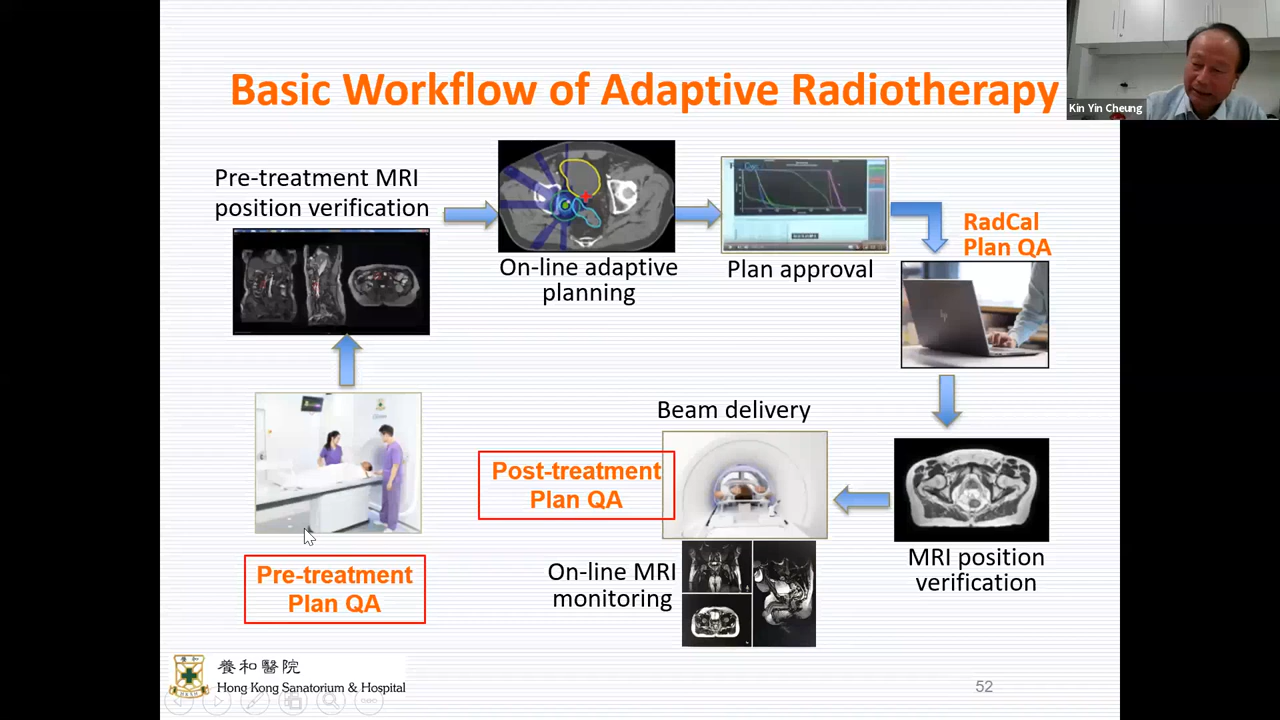 Basic Workflow of Adaptive Radiotherapy
Kin Yin Cheung
Pre-treatment MRI
position verification
On-line adaptive
planning
Plan approval
RadCal
Plan QA
Beam delivery
Post-treatment
Plan QA
MRI position
verification
On-line MRI
monitoring
Pre-treatment
Plan QA
養和醫院
Hong Kong Sanatorium & Hospital
52